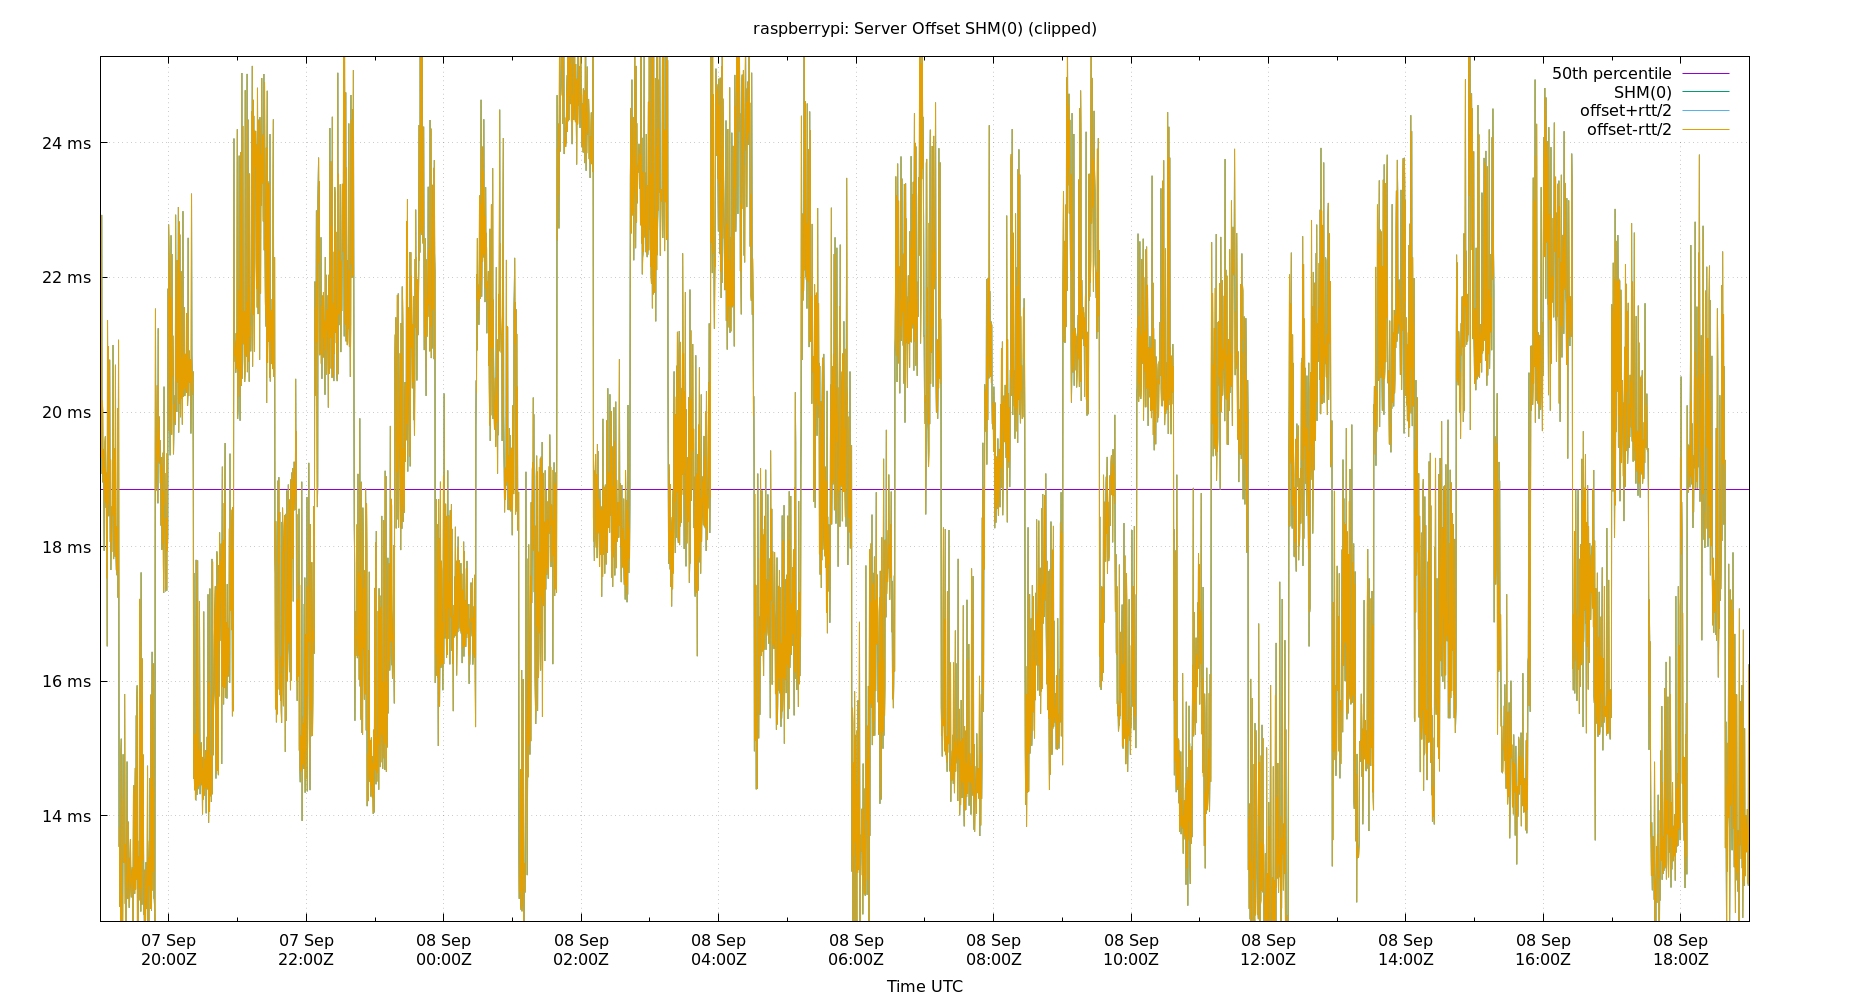 raspberrypi: Server Offset SHM(0) (clipped)
50th percentile
SHM(0)
offset+rtt/2
offset-rtt/2
24 ms
22 ms
20 ms
18 ms
16 ms
14 ms
07 Sep 07 Sep 08 Sep 08 Sep 08 Sep 08 Sep 08 Sep 08 Sep 08 Sep 08 Sep 08 Sep 08 Sep
20:00Z 22:00Z 00:00Z 02:00Z 04:00Z 06:00Z 08:00Z 10:00Z 12:00Z 14:00Z 16:00Z 18:00Z
Time UTC